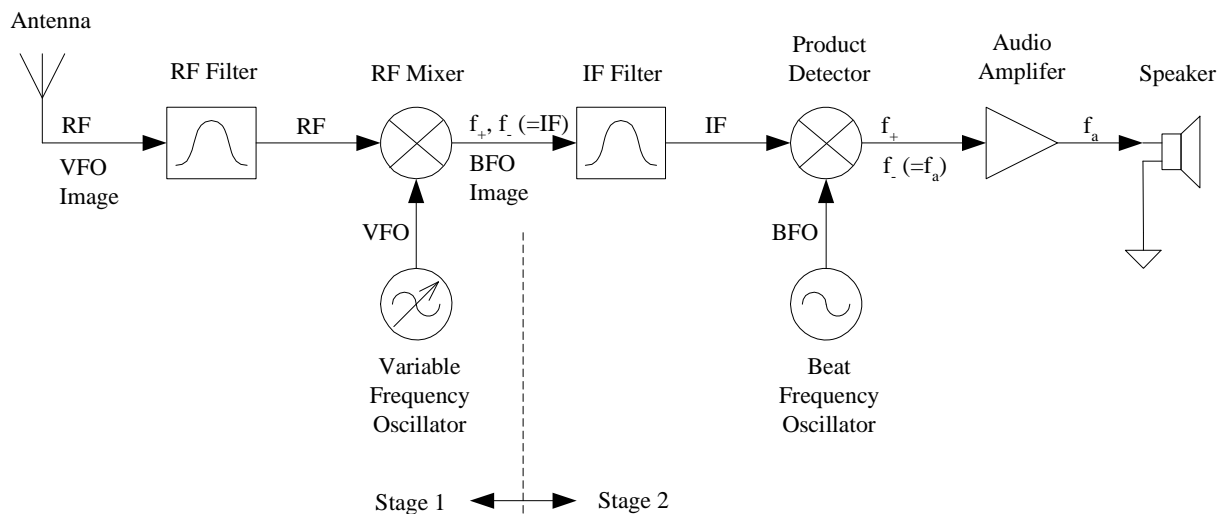 Antenna
RF Filter
RF Mixer
IF Filter
Product
Detector
Audio
Amplifer
Speaker
RF
VFO
Image
RF
f₊, f₋ (=IF)
BFO
Image
IF
f₊
f₋ (=fₐ)
fₐ
VFO
BFO
Variable
Frequency
Oscillator
Beat
Frequency
Oscillator
Stage 1
Stage 2